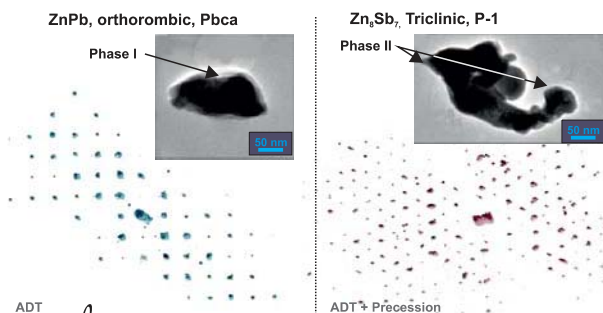 ZnPb, orthorombic, Pbca
Phase I
50 nm
ADT
Zn₈Sb₇, Triclinic, P-1
Phase II
50 nm
ADT + Precession